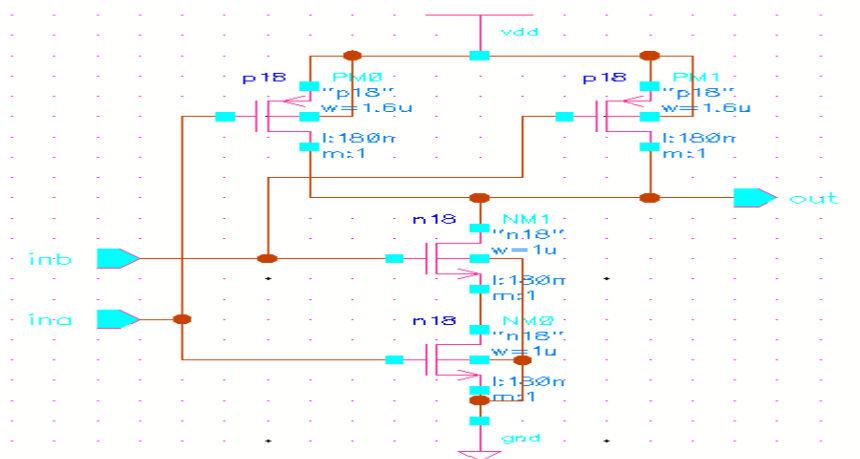 vdd
p18 PM0
"p18"
w=1.6u
l:180n
m:1
p18 PM1
"p18"
w=1.6u
l:180n
m:1
out
n18 NM1
"n18"
w=1u
l:180n
m:1
inb
ina
n18 NM0
"n18"
w=1u
l:180n
m:1
gnd